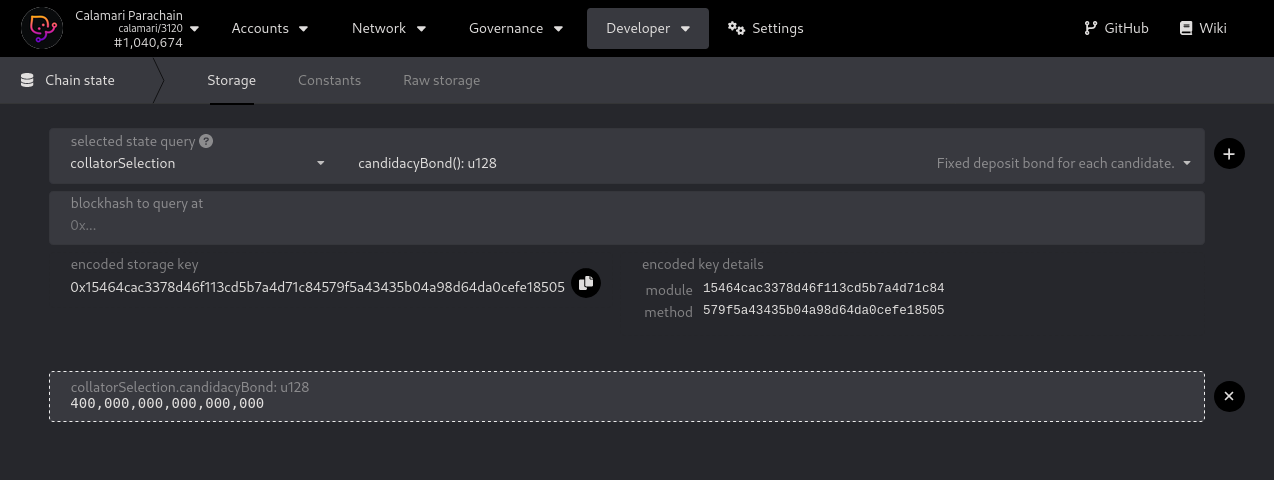 Calamari Parachain
calamari/3120
#1,040,674
Accounts
Network
Governance
Developer
Settings
GitHub
Wiki
Chain state
Storage
Constants
Raw storage
selected state query ?
collatorSelection
candidacyBond(): u128
Fixed deposit bond for each candidate.
blockhash to query at
0x...
encoded storage key
0x15464cac3378d46f113cd5b7a4d71c84579f5a43435b04a98d64da0cefe18505
encoded key details
module 15464cac3378d46f113cd5b7a4d71c84
method 579f5a43435b04a98d64da0cefe18505
collatorSelection.candidacyBond: u128
400,000,000,000,000,000